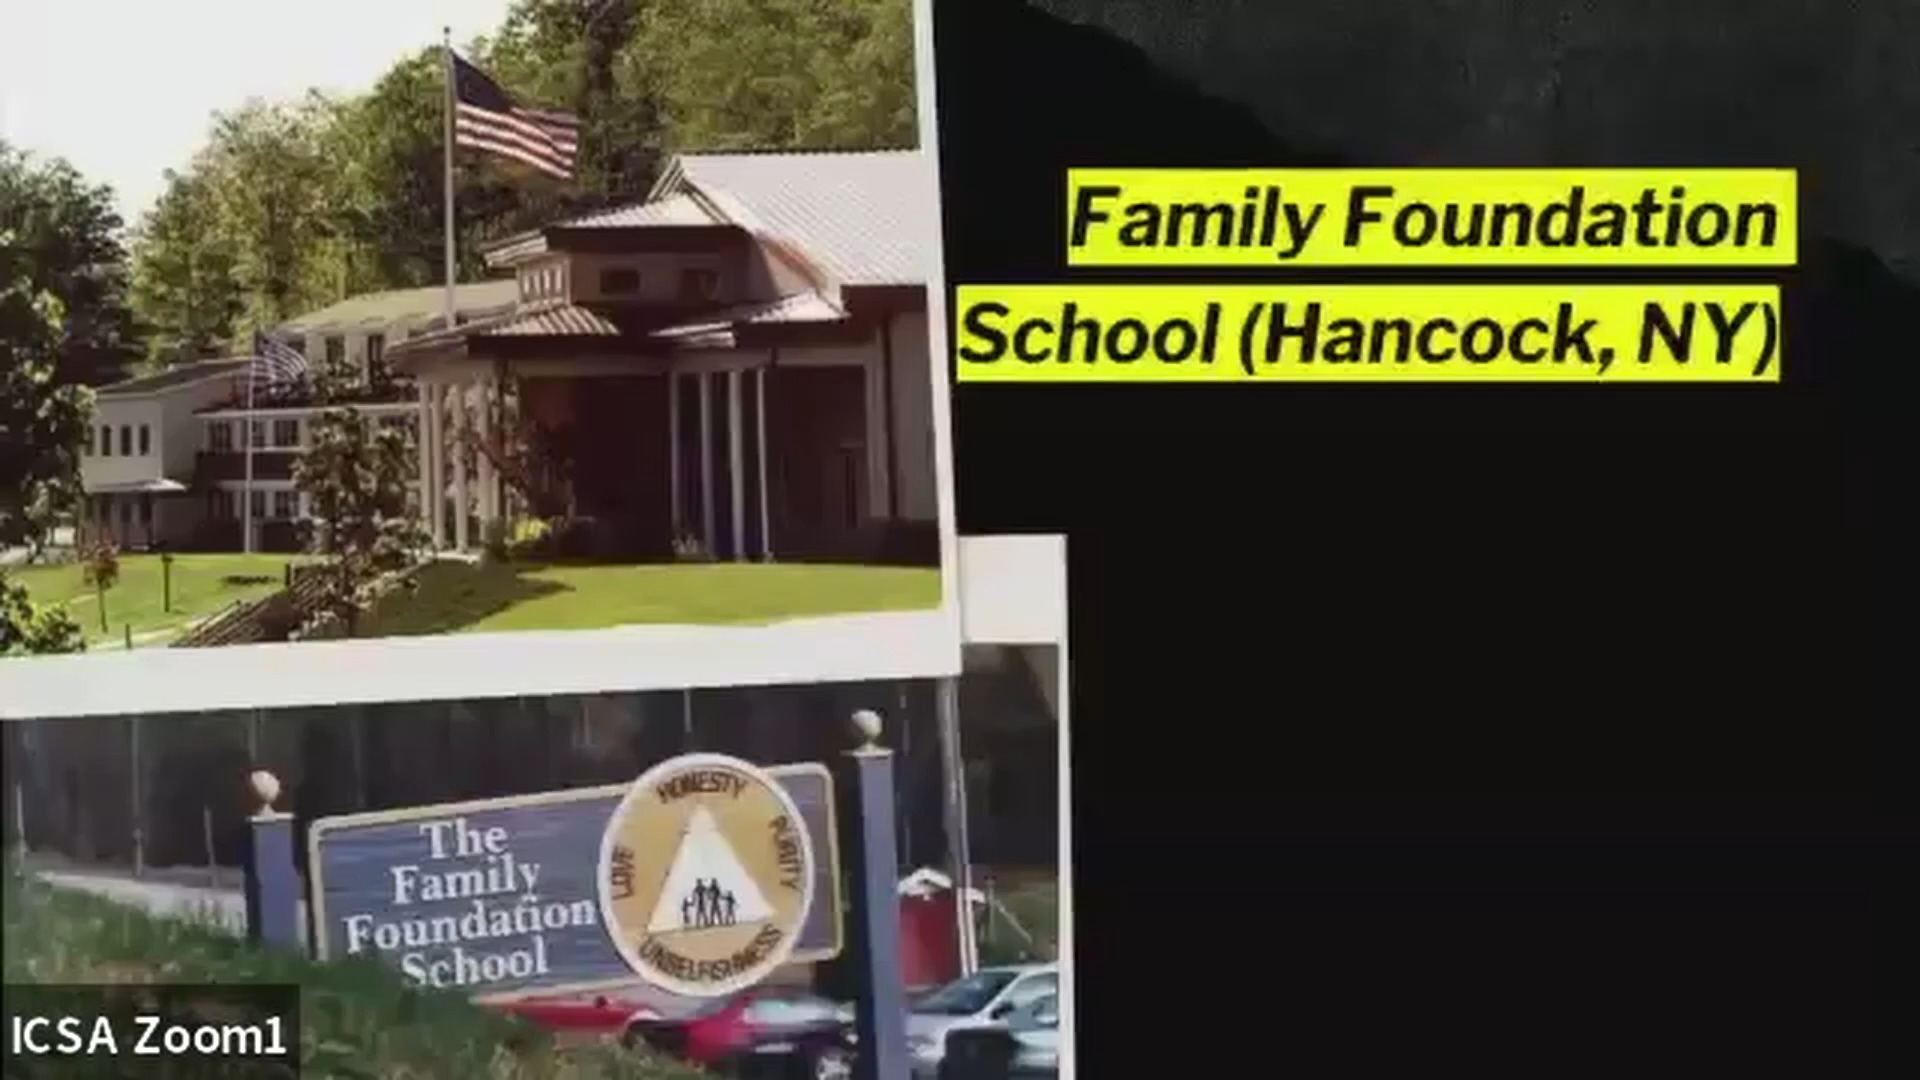 Family Foundation
School (Hancock, NY)
The
Family
Foundation
School
HONESTY
PURITY
LOVE
UNSELFISHNESS
ICSA Zoom1